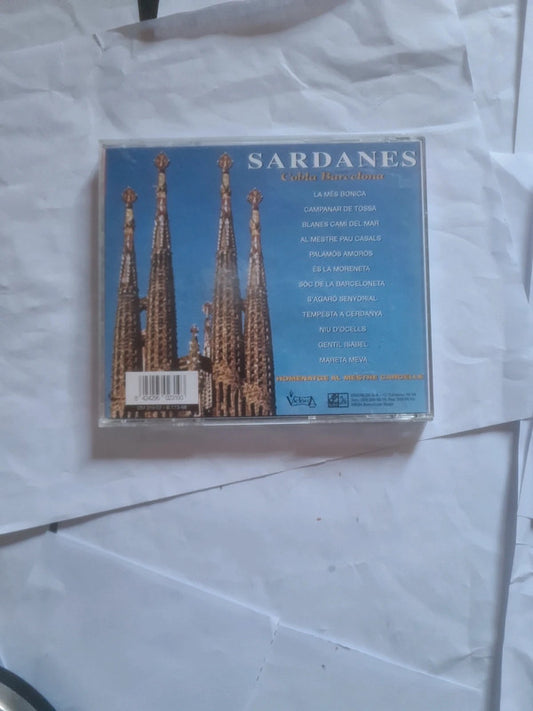 SARDANES
Cobla Barcelona
LA MÉS BONICA
CAMPANAR DE TOSSA
BLANES CAMÍ DEL MAR
AL MESTRE PAU CASALS
PALAMÓS AMOROS
ÉS LA MORENETA
SÓC DE LA BARCELONETA
S'AGARÓ SENYORIAL
TEMPESTA A CERDANYA
NIU D'OCELLS
GENTIL ISABEL
MARETA MEVA
HOMENATGE AL MESTRE
Victoria